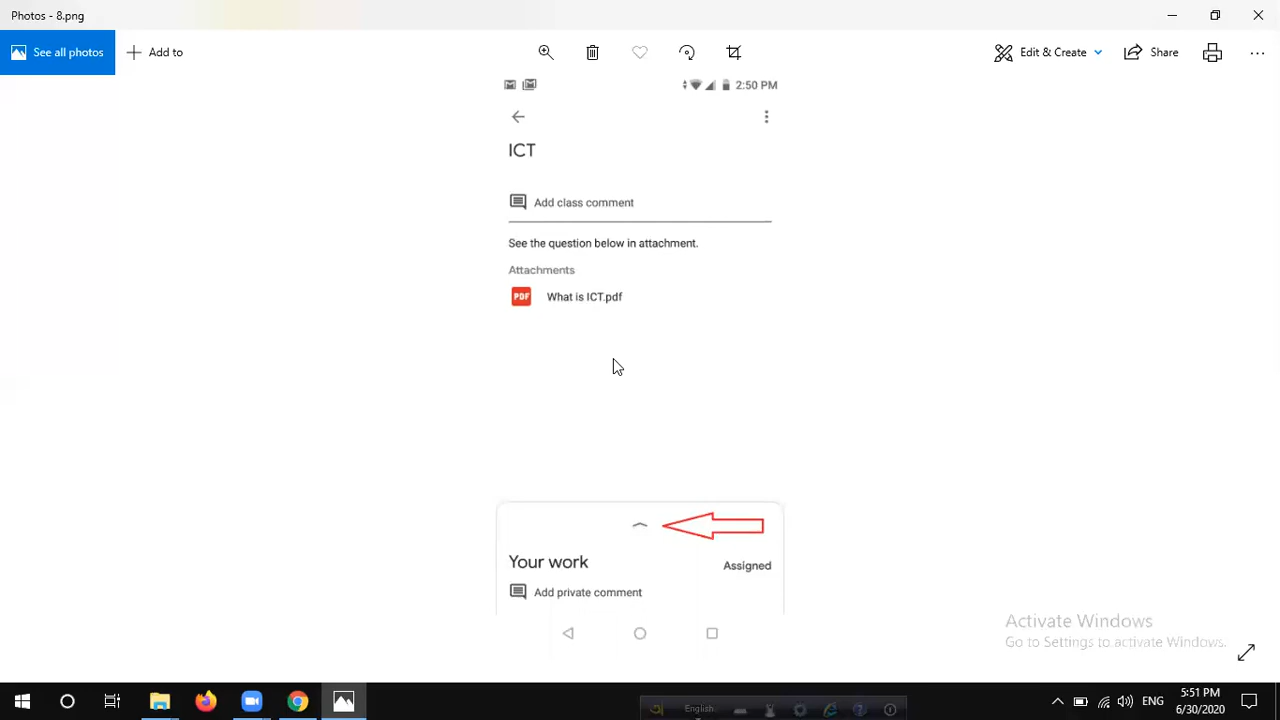 Photos - 8.png
See all photos
Add to
Edit & Create
Share
2:50 PM
ICT
Add class comment
See the question below in attachment.
Attachments
PDF What is ICT.pdf
Your work
Assigned
Add private comment
Activate Windows
Go to Settings to activate Windows.
English
ENG
5:51 PM
6/30/2020